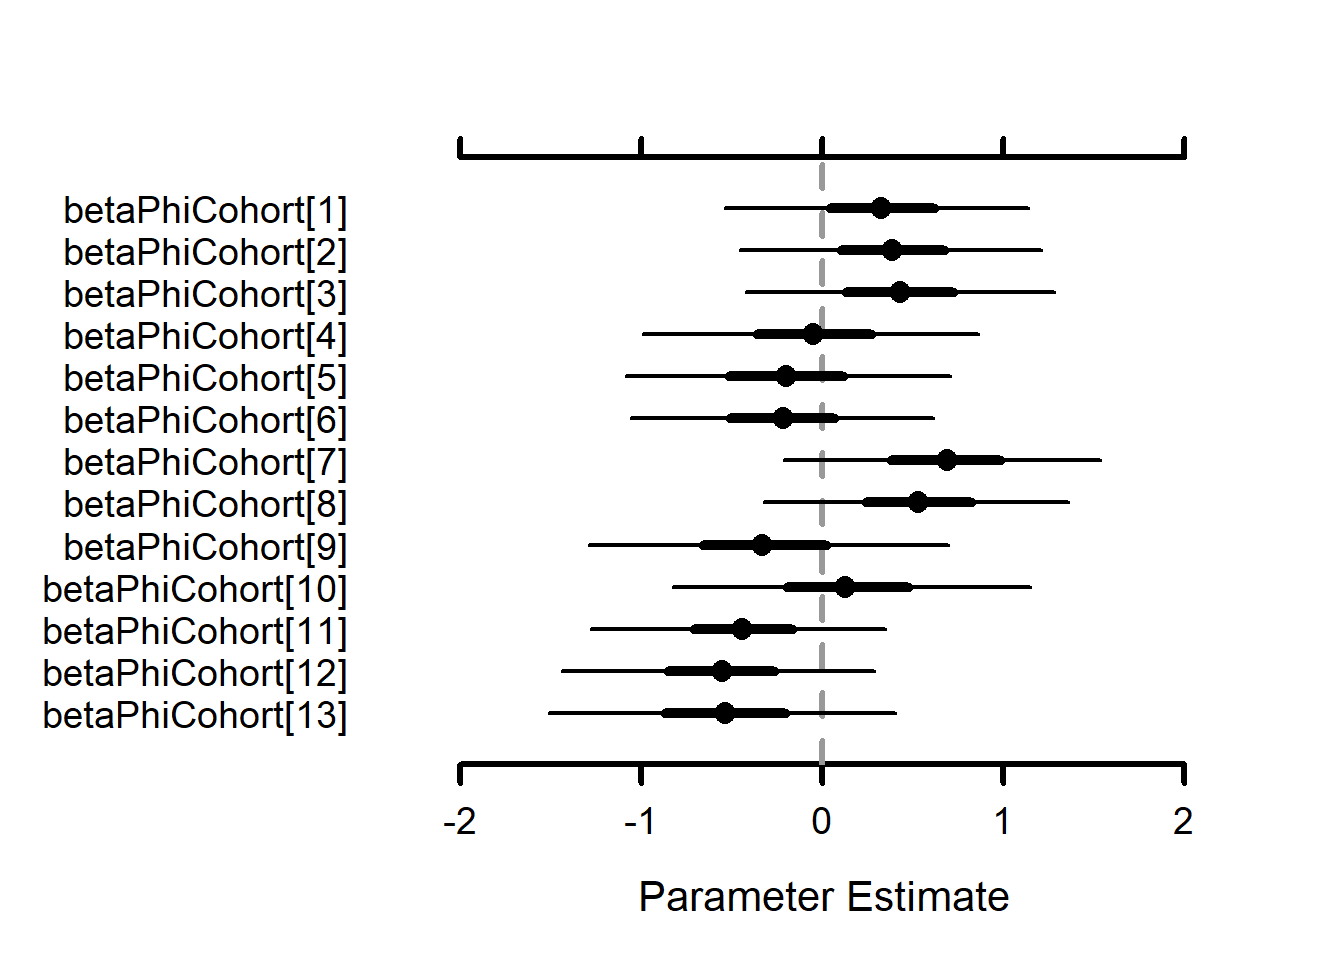 betaPhiCohort[1]
betaPhiCohort[2]
betaPhiCohort[3]
betaPhiCohort[4]
betaPhiCohort[5]
betaPhiCohort[6]
betaPhiCohort[7]
betaPhiCohort[8]
betaPhiCohort[9]
betaPhiCohort[10]
betaPhiCohort[11]
betaPhiCohort[12]
betaPhiCohort[13]
-2 -1 0 1 2
Parameter Estimate